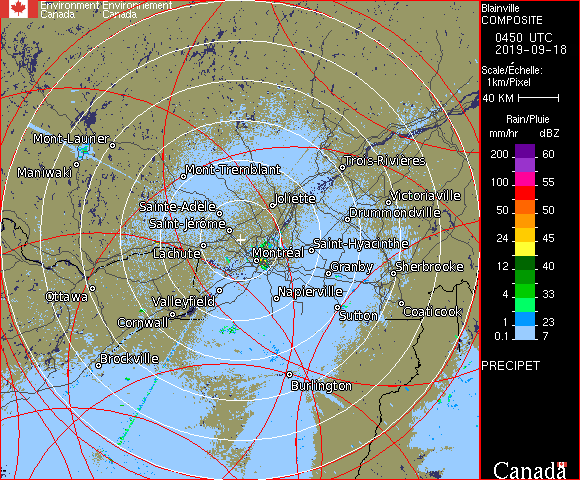 Environment Environnement
Canada Canada
Blainville
COMPOSITE
0450 UTC
2019-09-18
Scale/Échelle:
1km/Pixel
40 KM
Rain/Pluie
mm/hr dBZ
200 60
100 55
50 50
24 45
12 40
4 33
1 23
0.1 7
PRECIPET
Canada
Mont-Laurier
Maniwaki
Mont-Tremblant
Trois-Rivières
Sainte-Adèle
Joliette
Victoriaville
Drummondville
Saint-Jérôme
Lachute
Montréal
Saint-Hyacinthe
Granby
Sherbrooke
Ottawa
Valleyfield
Napierville
Cornwall
Sutton
Coaticook
Brockville
Burlington